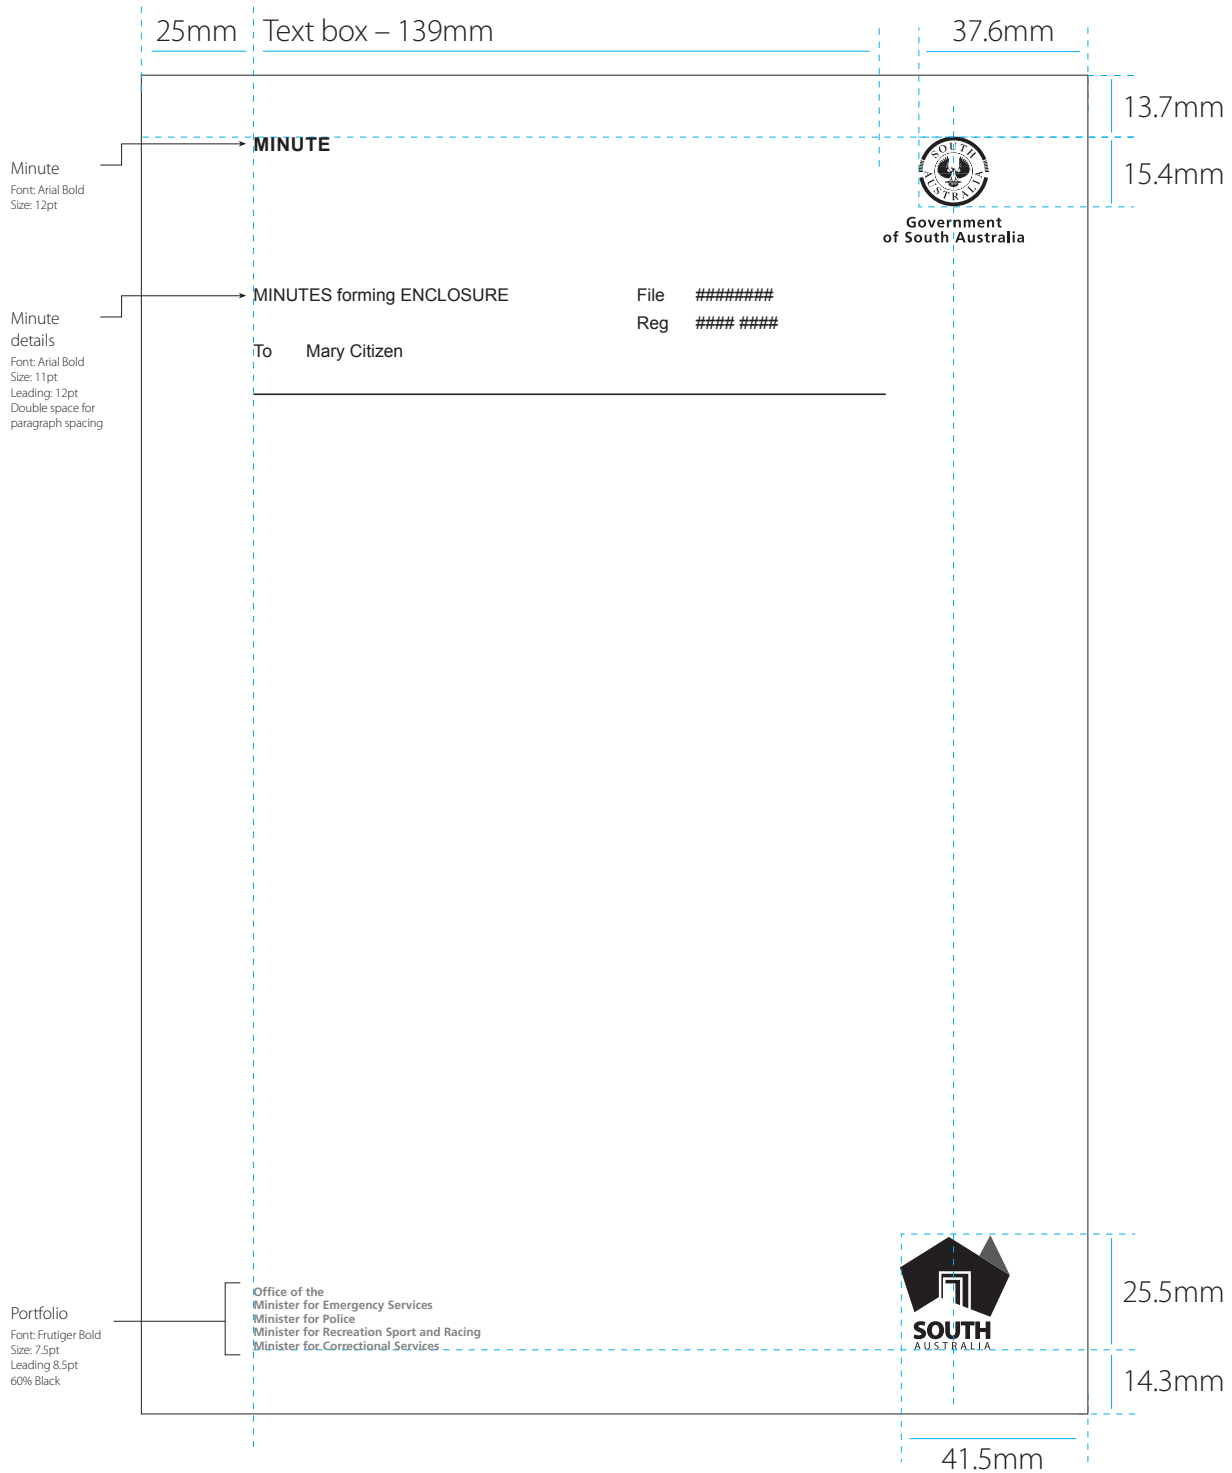 25mm
Text box – 139mm
37.6mm
13.7mm
15.4mm
MINUTE
Minute
Font: Arial Bold
Size: 12pt
SOUTH
AUSTRALIA
Government
of South Australia
MINUTES forming ENCLOSURE
File ########
Reg #### ####
To Mary Citizen
Minute
details
Font: Arial Bold
Size: 11pt
Leading: 12pt
Double space for
paragraph spacing
Office of the
Minister for Emergency Services
Minister for Police
Minister for Recreation Sport and Racing
Minister for Correctional Services
Portfolio
Font: Frutiger Bold
Size: 7.5pt
Leading 8.5pt
60% Black
SOUTH
AUSTRALIA
25.5mm
14.3mm
41.5mm